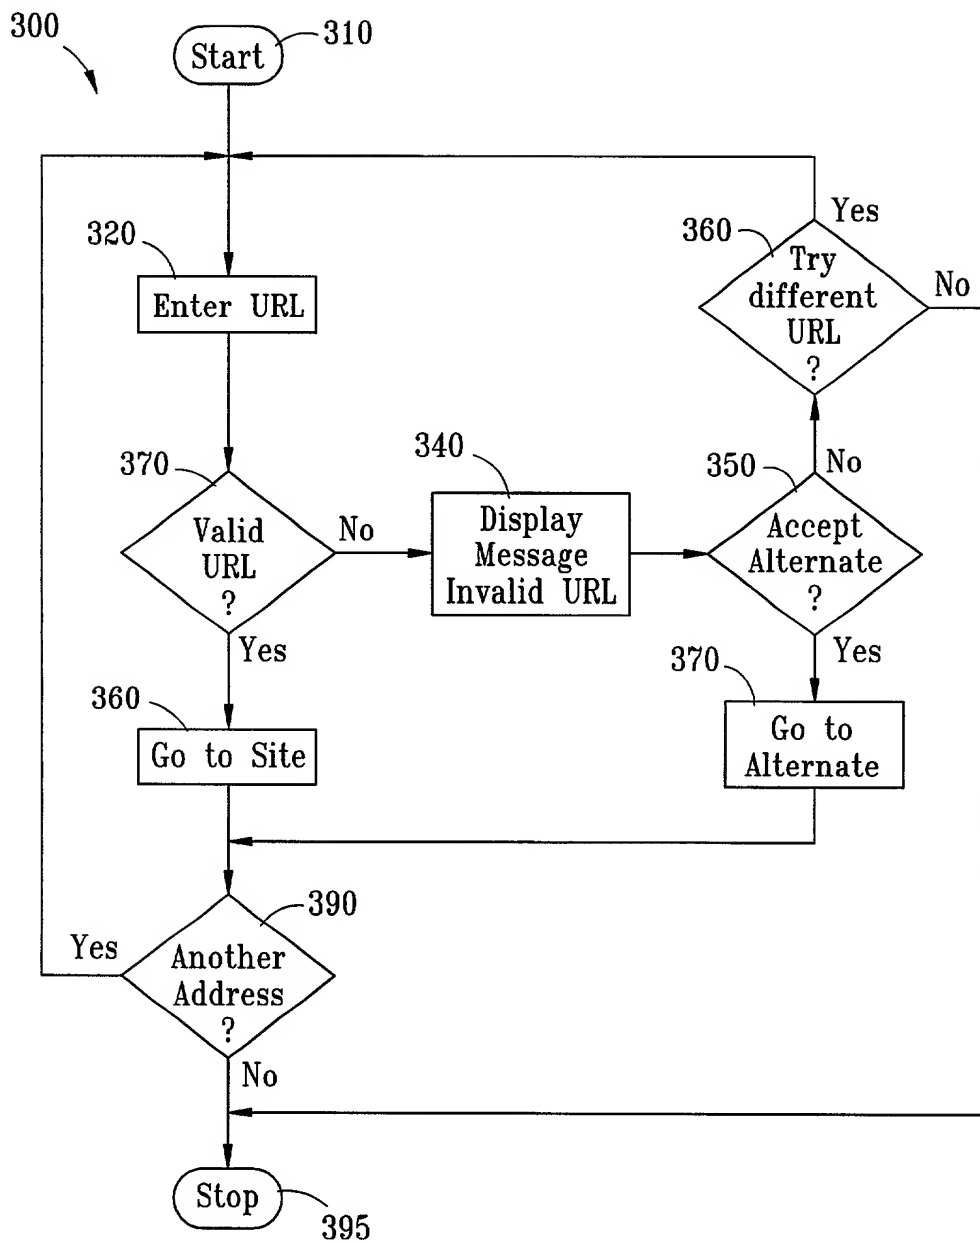 300
Start
310
320
Enter URL
360
Yes
Try
different
URL
?
No
370
Valid
URL
?
No
Yes
340
Display
Message
Invalid URL
350
No
Accept
Alternate
?
Yes
360
Go to Site
370
Go to
Alternate
390
Yes
Another
Address
?
No
Stop
395